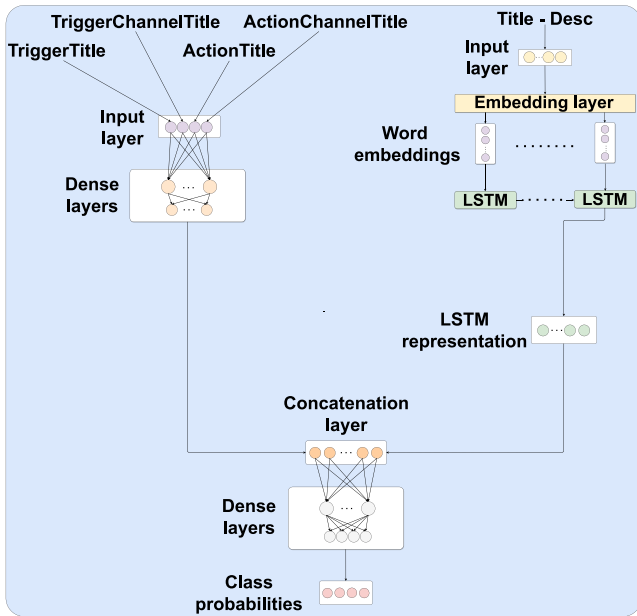 TriggerChannelTitle
ActionChannelTitle
TriggerTitle
ActionTitle
Input
layer
Dense
layers
Title - Desc
Input
layer
Embedding layer
Word
embeddings
LSTM
LSTM
LSTM
representation
Concatenation
layer
Dense
layers
Class
probabilities